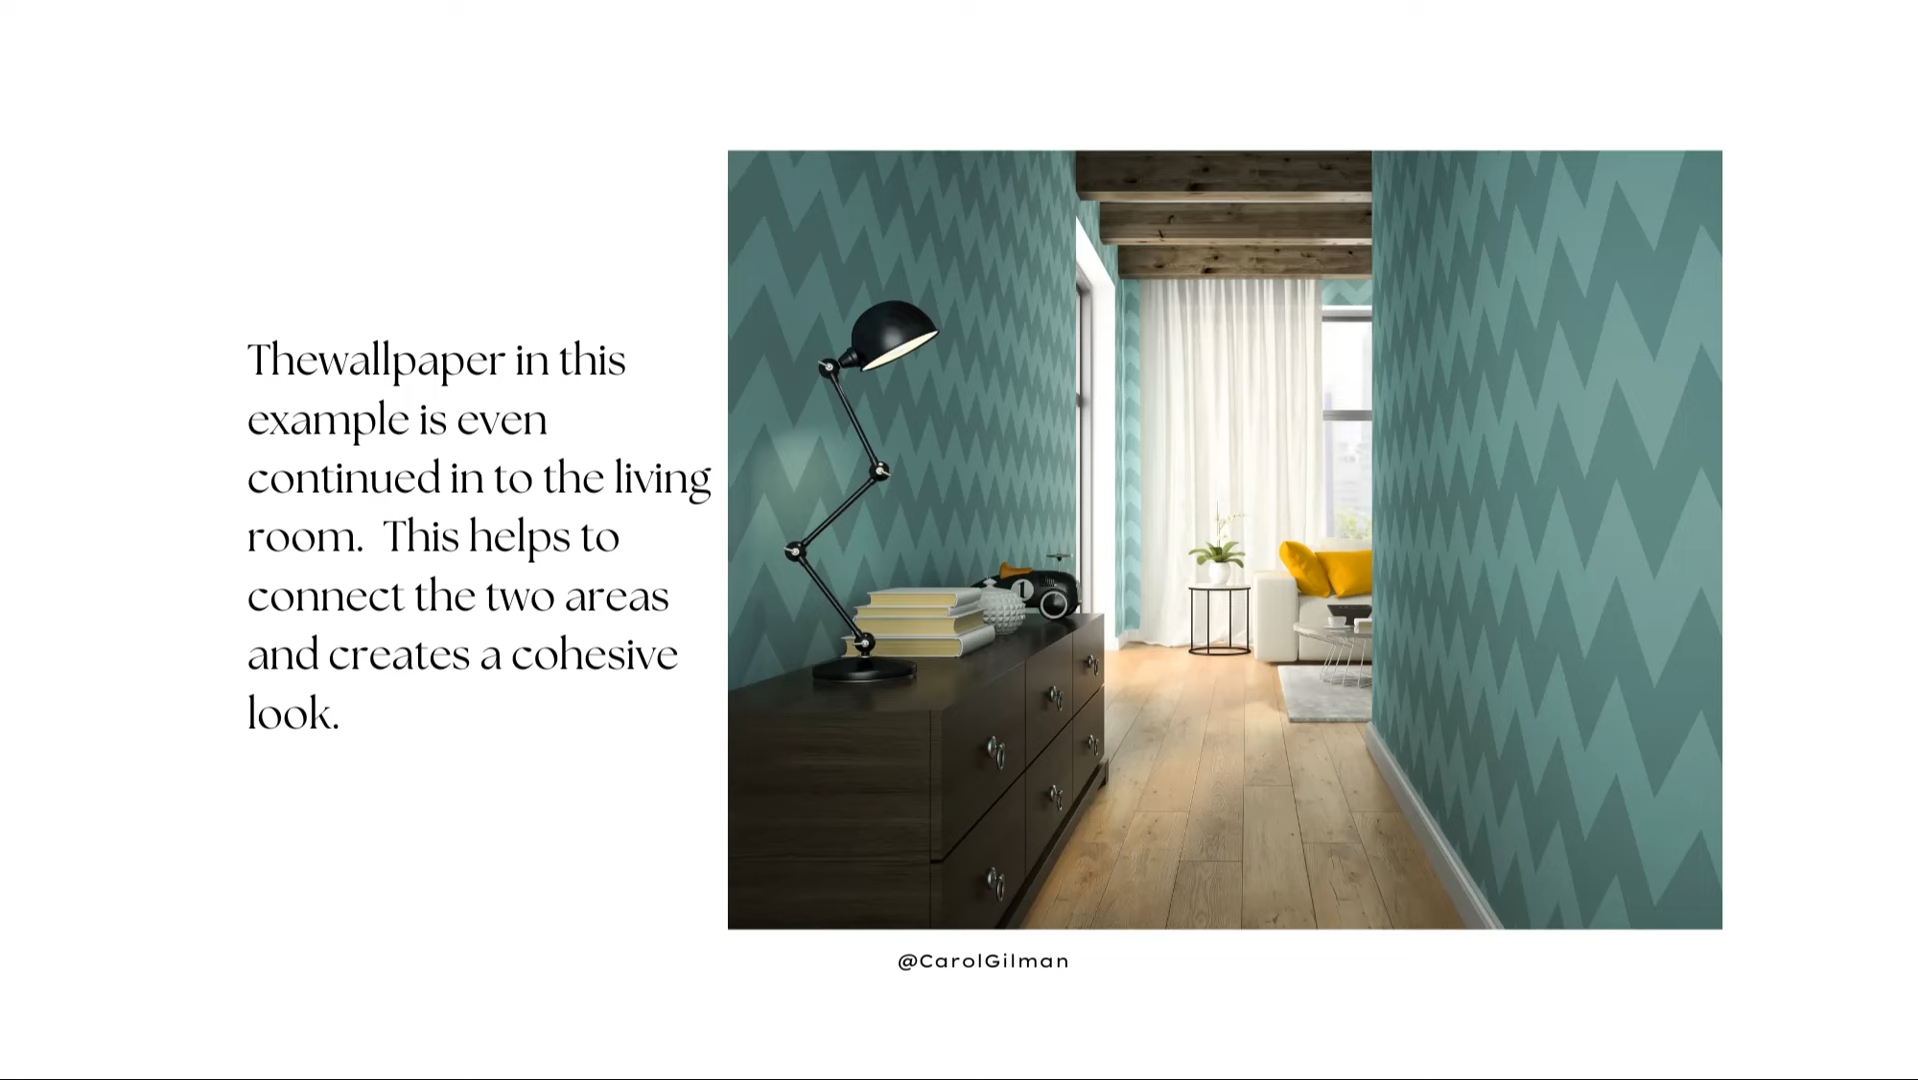 Thewallpaper in this
example is even
continued in to the living
room.  This helps to
connect the two areas
and creates a cohesive
look.
1
@CarolGilman